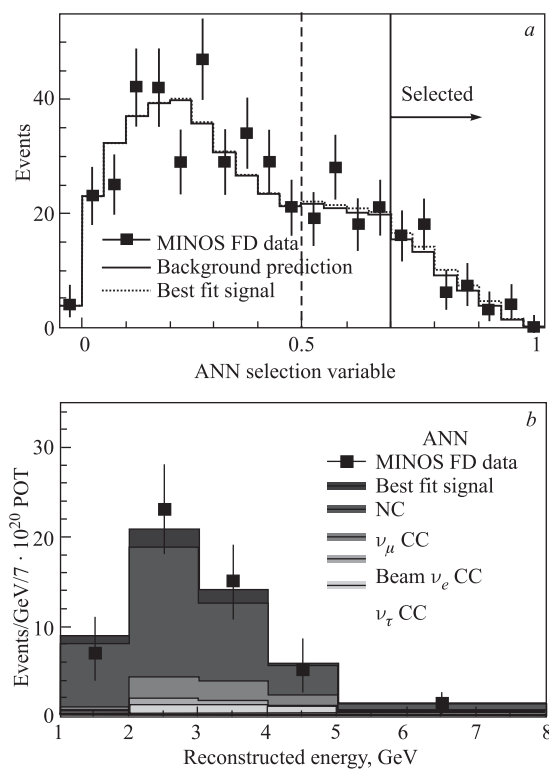 a
40
20
0
Events
Selected
MINOS FD data
Background prediction
Best fit signal
0 0.5 1
ANN selection variable
b
30
20
10
0
Events/GeV/7 · 10²⁰ POT
ANN
MINOS FD data
Best fit signal
NC
ν_μ CC
Beam ν_e CC
ν_τ CC
1 2 3 4 5 6 7 8
Reconstructed energy, GeV